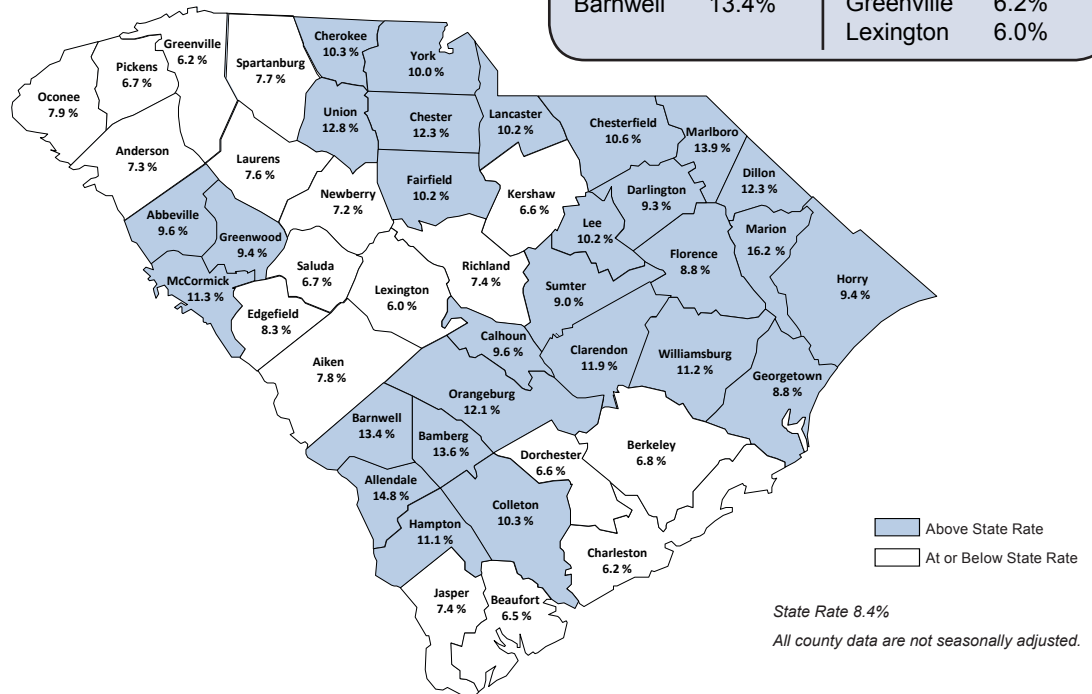 Barnwell 13.4%
Greenville 6.2%
Lexington 6.0%
Cherokee
10.3 %
Greenville
6.2 %
York
10.0 %
Pickens
6.7 %
Spartanburg
7.7 %
Oconee
7.9 %
Union
12.8 %
Chester
12.3 %
Lancaster
10.2 %
Chesterfield
10.6 %
Marlboro
13.9 %
Anderson
7.3 %
Laurens
7.6 %
Dillon
12.3 %
Newberry
7.2 %
Fairfield
10.2 %
Kershaw
6.6 %
Darlington
9.3 %
Abbeville
9.6 %
Greenwood
9.4 %
Lee
10.2 %
Marion
16.2 %
Florence
8.8 %
Saluda
6.7 %
Richland
7.4 %
McCormick
11.3 %
Lexington
6.0 %
Sumter
9.0 %
Horry
9.4 %
Edgefield
8.3 %
Calhoun
9.6 %
Clarendon
11.9 %
Williamsburg
11.2 %
Aiken
7.8 %
Georgetown
8.8 %
Orangeburg
12.1 %
Barnwell
13.4 %
Bamberg
13.6 %
Berkeley
6.8 %
Dorchester
6.6 %
Allendale
14.8 %
Colleton
10.3 %
Hampton
11.1 %
Charleston
6.2 %
Jasper
7.4 %
Beaufort
6.5 %
Above State Rate
At or Below State Rate
State Rate 8.4%
All county data are not seasonally adjusted.